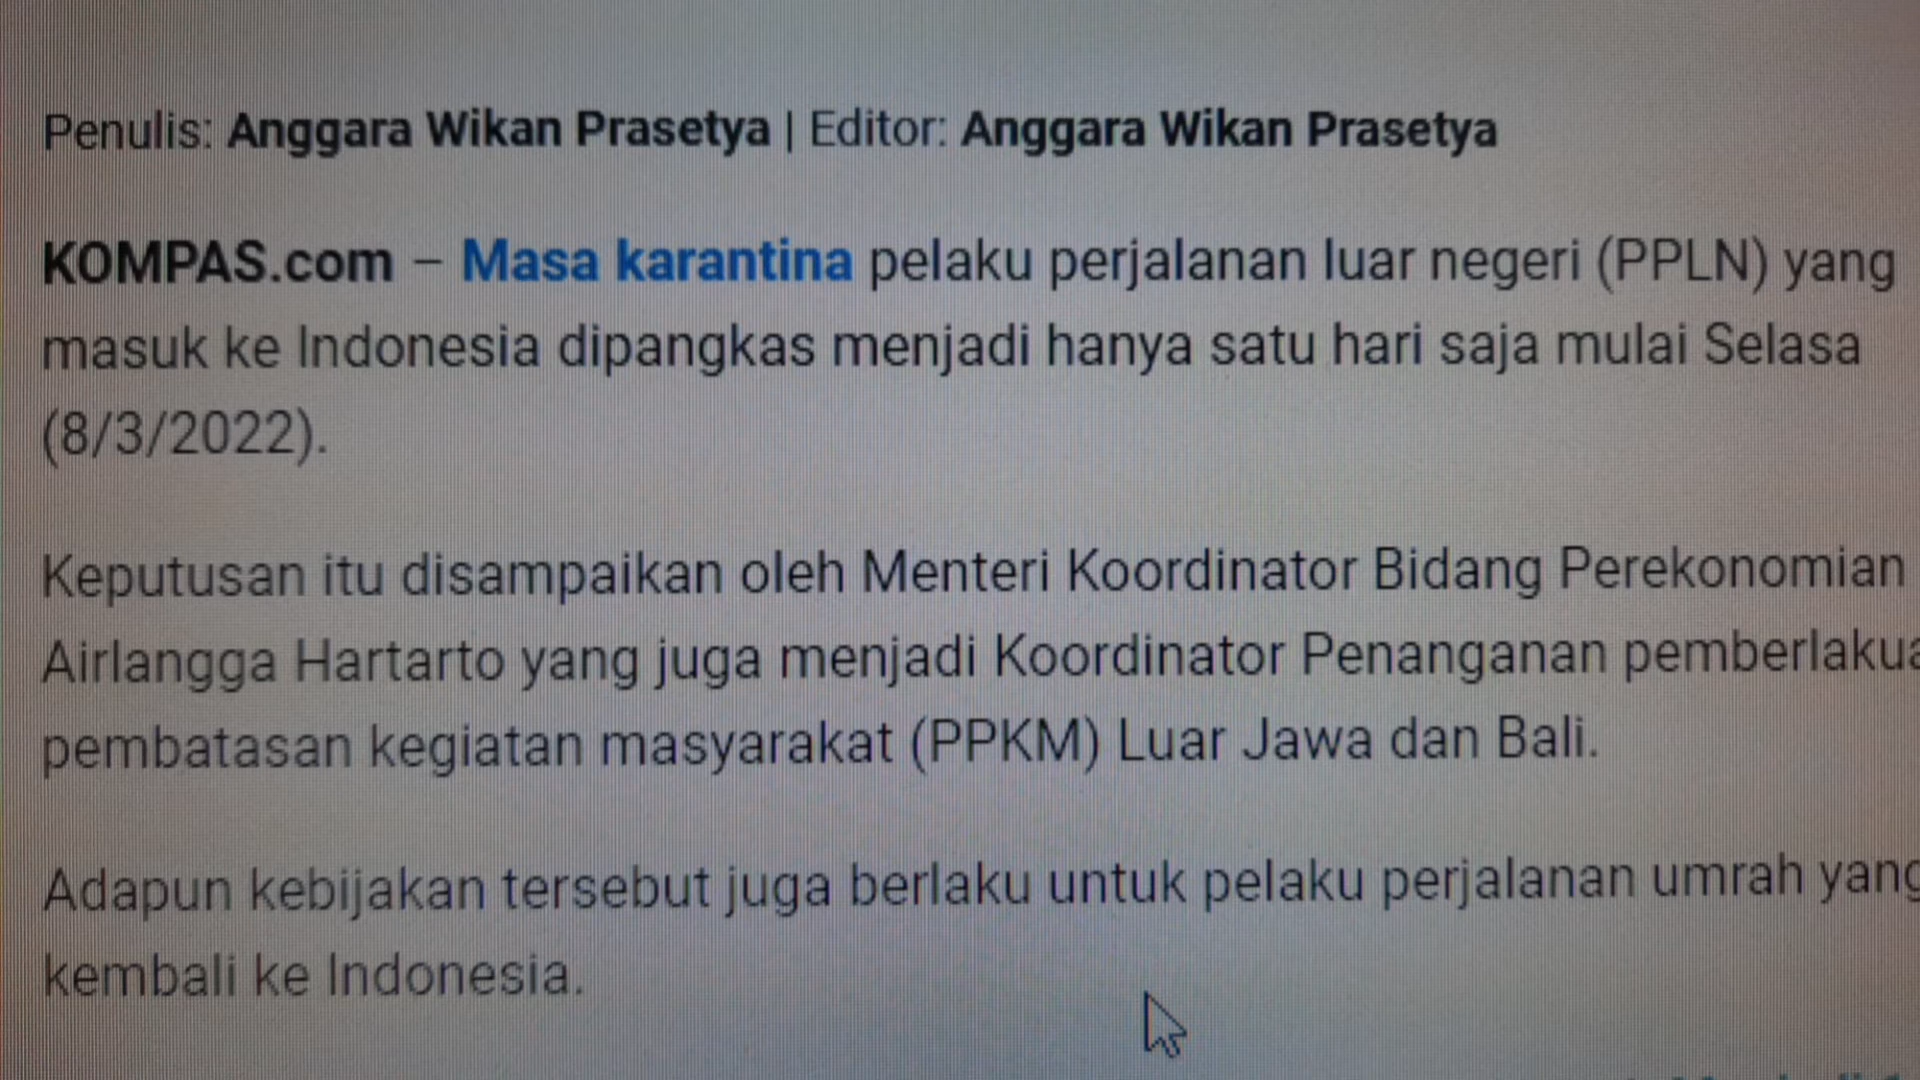 Penulis: Anggara Wikan Prasetya | Editor: Anggara Wikan Prasetya
KOMPAS.com – Masa karantina pelaku perjalanan luar negeri (PPLN) yang
masuk ke Indonesia dipangkas menjadi hanya satu hari saja mulai Selasa
(8/3/2022).
Keputusan itu disampaikan oleh Menteri Koordinator Bidang Perekonomian
Airlangga Hartarto yang juga menjadi Koordinator Penanganan pemberlakua
pembatasan kegiatan masyarakat (PPKM) Luar Jawa dan Bali.
Adapun kebijakan tersebut juga berlaku untuk pelaku perjalanan umrah yang
kembali ke Indonesia.